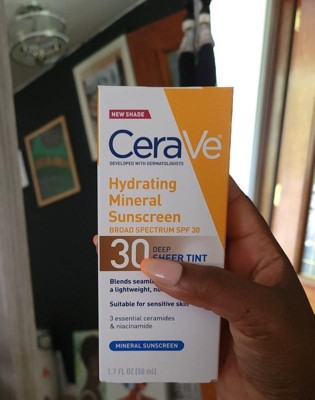 NEW SHADE
CeraVe
DEVELOPED WITH DERMATOLOGISTS
Hydrating
Mineral
Sunscreen
BROAD SPECTRUM SPF 30
30
DEEP
SHEER TINT
Blends
a lightweight,
Suitable for sensitive skin
3 essential ceramides
& niacinamide
MINERAL SUNSCREEN
1.7 FL OZ (50 mL)